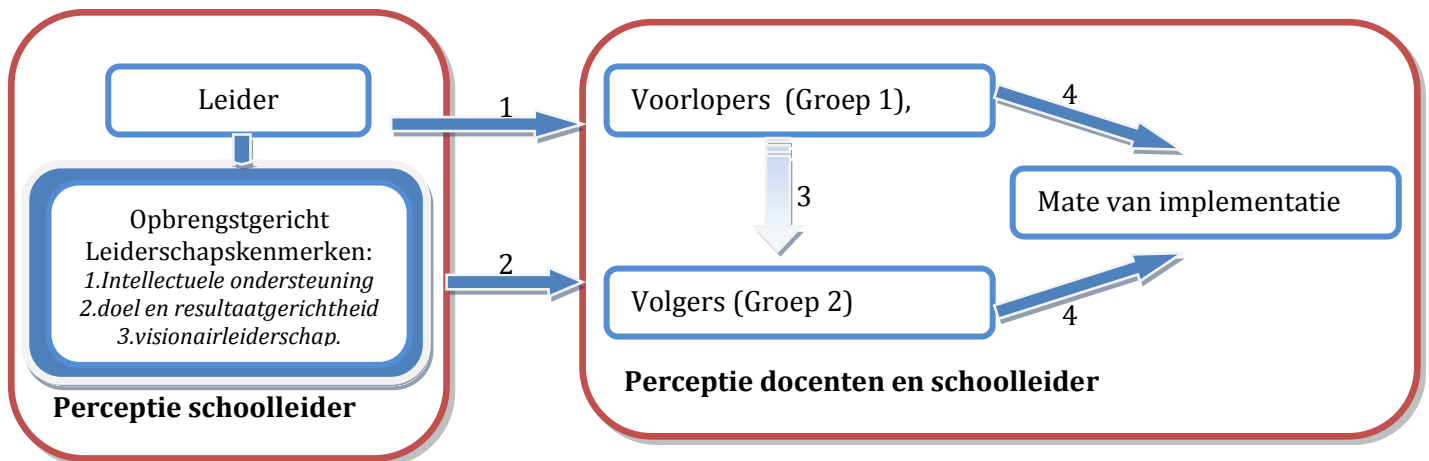 Leider
Opbrengstgericht
Leiderschapskenmerken:
1.Intellectuele ondersteuning
2.doel en resultaatgerichtheid
3.visionairleiderschap.
Perceptie schoolleider
1
2
Voorlopers (Groep 1),
3
Volgers (Groep 2)
4
4
Mate van implementatie
Perceptie docenten en schoolleider